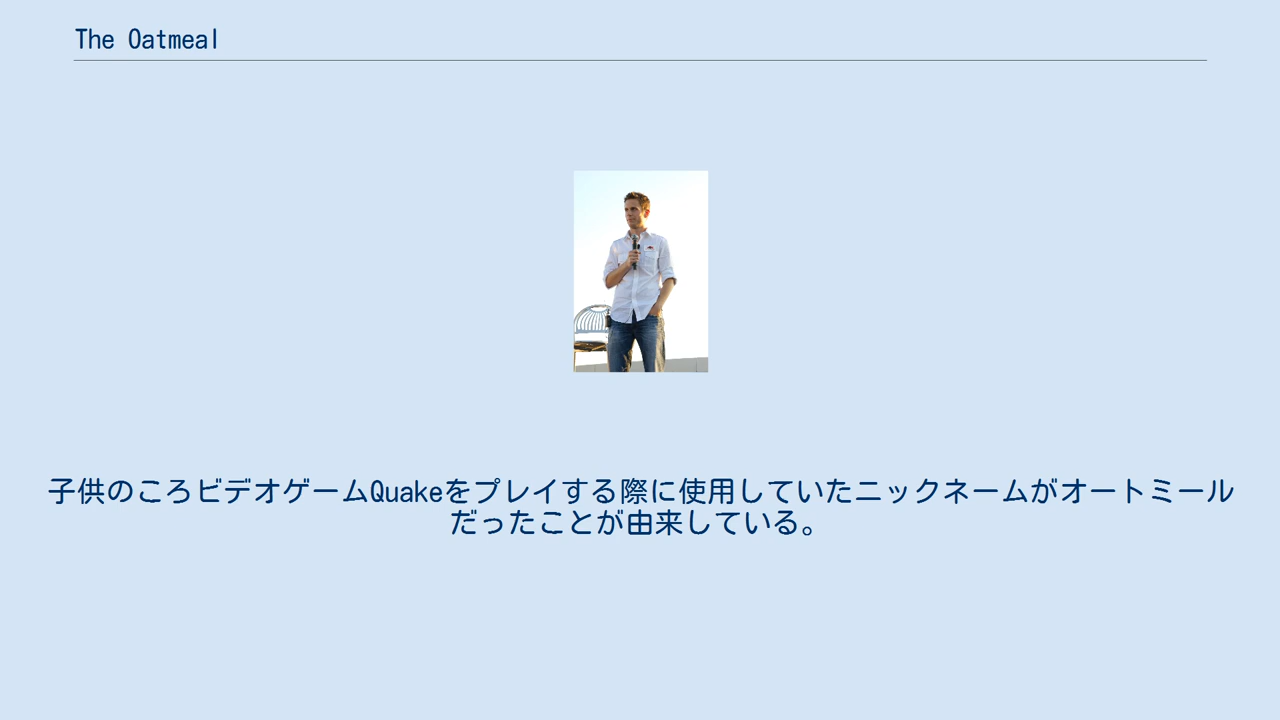 The Oatmeal
子供のころビデオゲームQuakeをプレイする際に使用していたニックネームがオートミール
だったことが由来している。